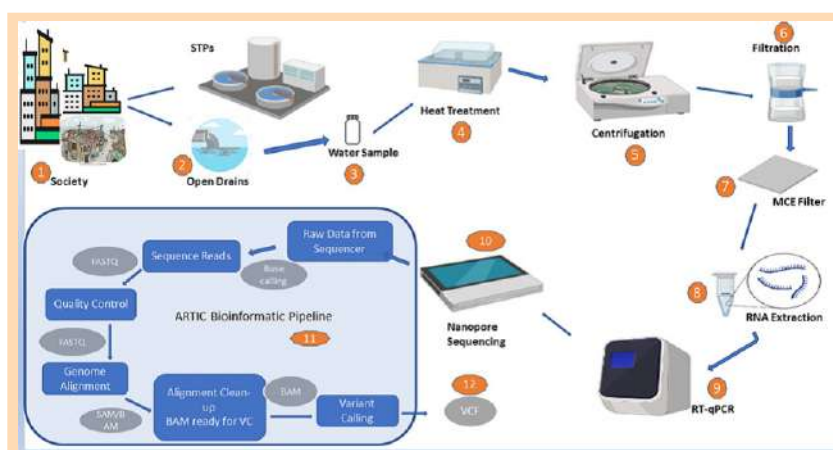 STPs
1
Society
2
Open Drains
Water Sample
3
Heat Treatment
4
Centrifugation
5
6
Filtration
7
MCE Filter
8
RNA Extraction
9
RT-qPCR
10
Nanopore
Sequencing
Raw Data from
Sequencer
Base
calling
Sequence Reads
FASTQ
Quality Control
ARTIC Bioinformatic Pipeline
11
FASTQ
Genome
Alignment
SAM/B
AM
Alignment Clean-
up
BAM ready for VC
BAM
Variant
Calling
12
VCF